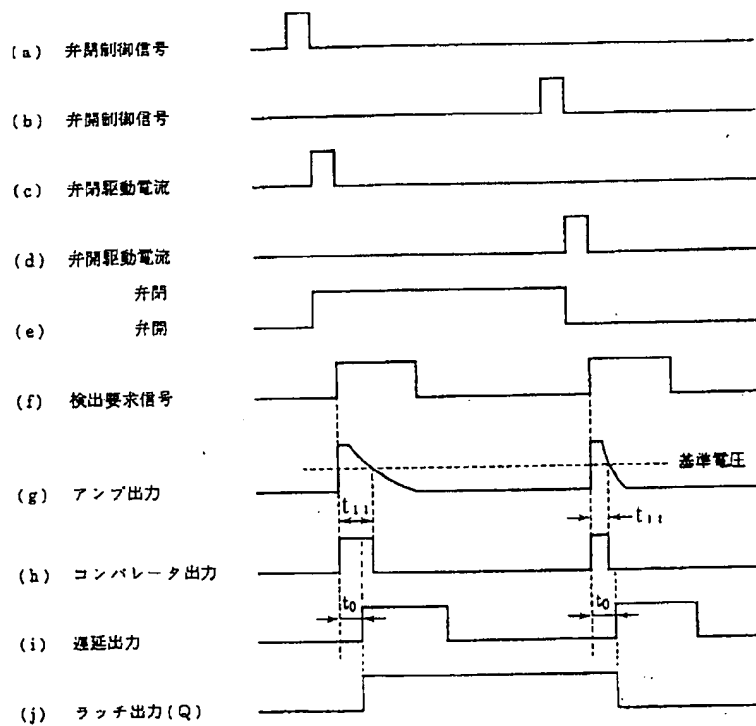 (a) 弁閉制御信号
(b) 弁開制御信号
(c) 弁閉駆動電流
(d) 弁開駆動電流
弁閉
(e) 弁開
(f) 検出要求信号
基準電圧
(g) アンプ出力
t11
t11
(h) コンパレータ出力
t0
t0
(i) 遅延出力
(j) ラッチ出力(Q)